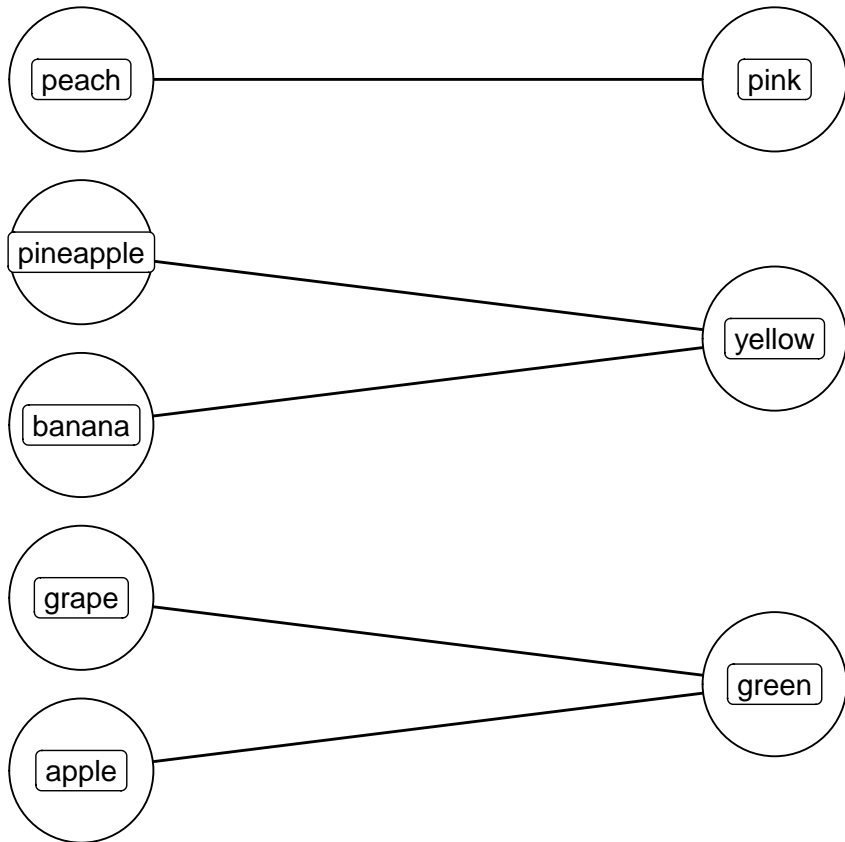 peach
pink
pineapple
yellow
banana
grape
green
apple